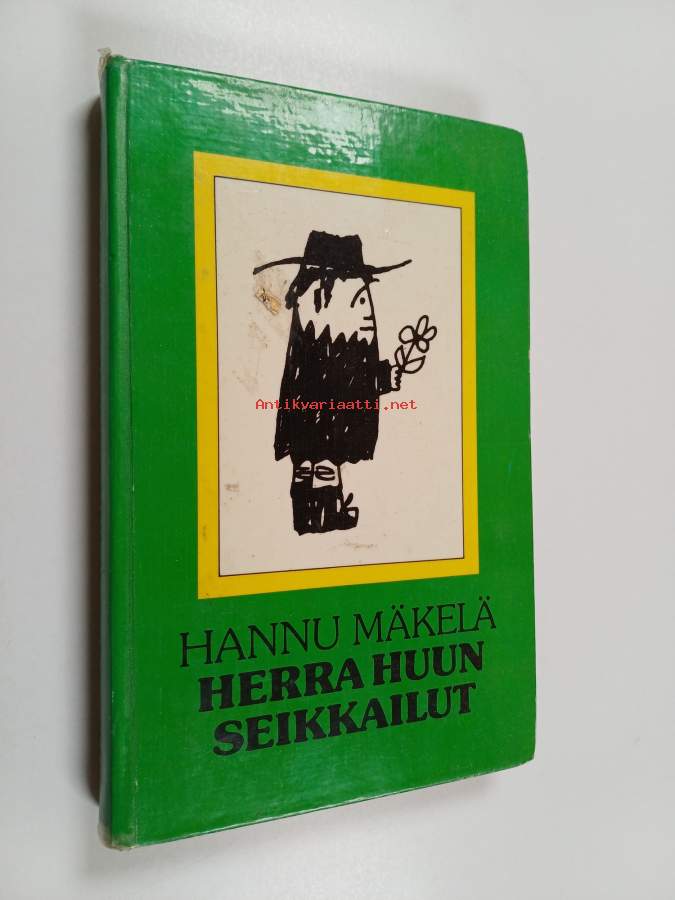 Antikvariaatti.net
HANNU MÄKELÄ
HERRA HUUN
SEIKKAILUT